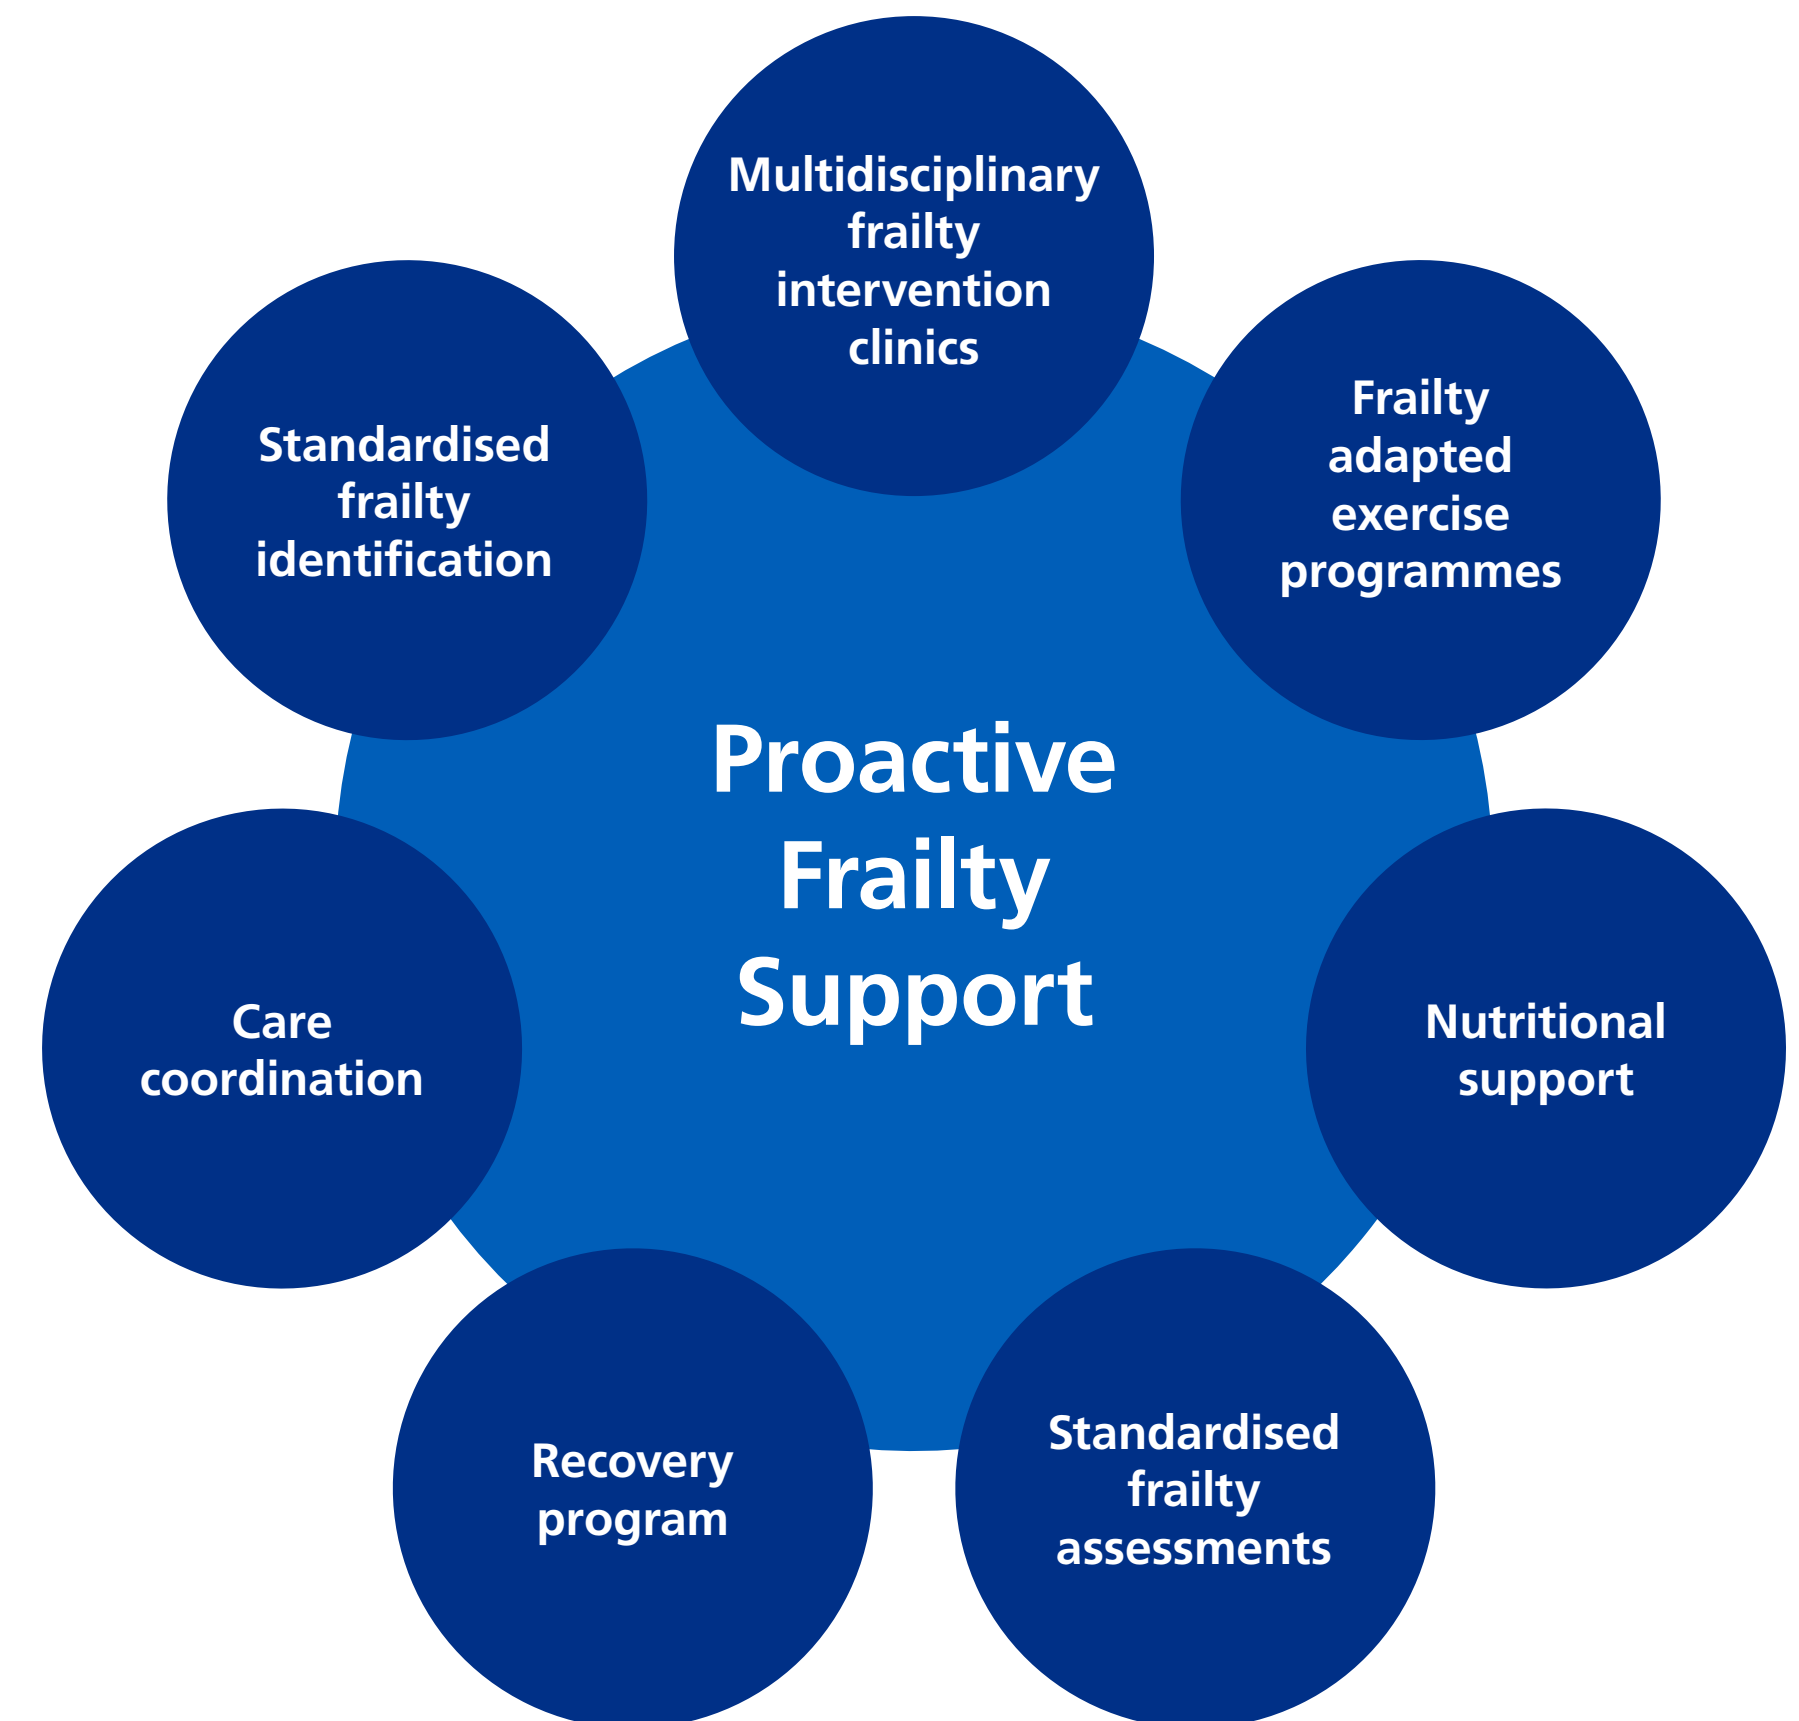 Multidisciplinary
frailty
intervention
clinics
Frailty
adapted
exercise
programmes
Standardised
frailty
identification
Proactive
Frailty
Support
Care
coordination
Nutritional
support
Recovery
program
Standardised
frailty
assessments